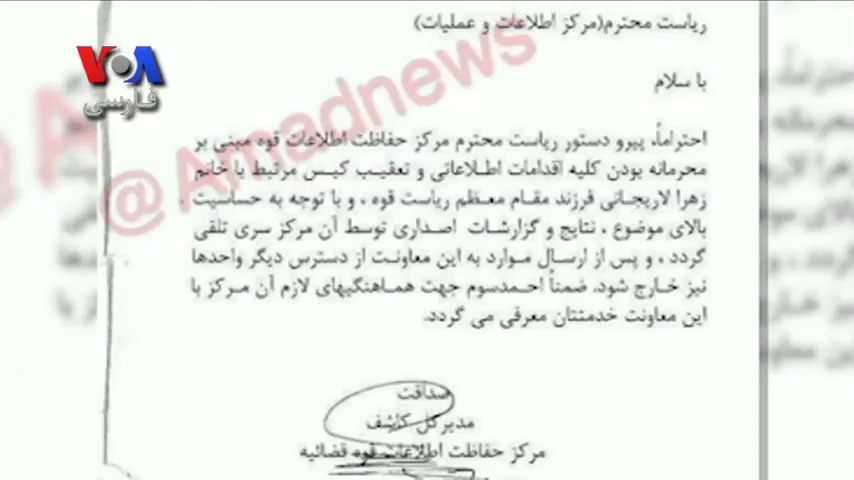 VOA
فارسی
@Amadnews
ریاست محترم(مرکز اطلاعات و عملیات)
با سلام
احتراماً، پیرو دستور ریاست محترم مرکز حفاظت اطلاعات قوه مبنی بر
محرمانه بودن کلیه اقدامات اطلاعاتی و تعقیب کیس مرتبط با خانم
زهرا لاریجانی فرزند مقام معظم ریاست قوه ، و با توجه به حساسیت
بالای موضوع ، نتایج و گزارشات اصداری توسط آن مرکز سری تلقی
گردد ، و پس از ارسال موارد به این معاونت از دسترس دیگر واحدها
نیز خارج شود. ضمناً احمدسوم جهت هماهنگیهای لازم آن مرکز با
این معاونت خدمتتان معرفی می گردد.
صداقت
مدیرکل کاشف
مرکز حفاظت اطلاعات قوه قضائیه